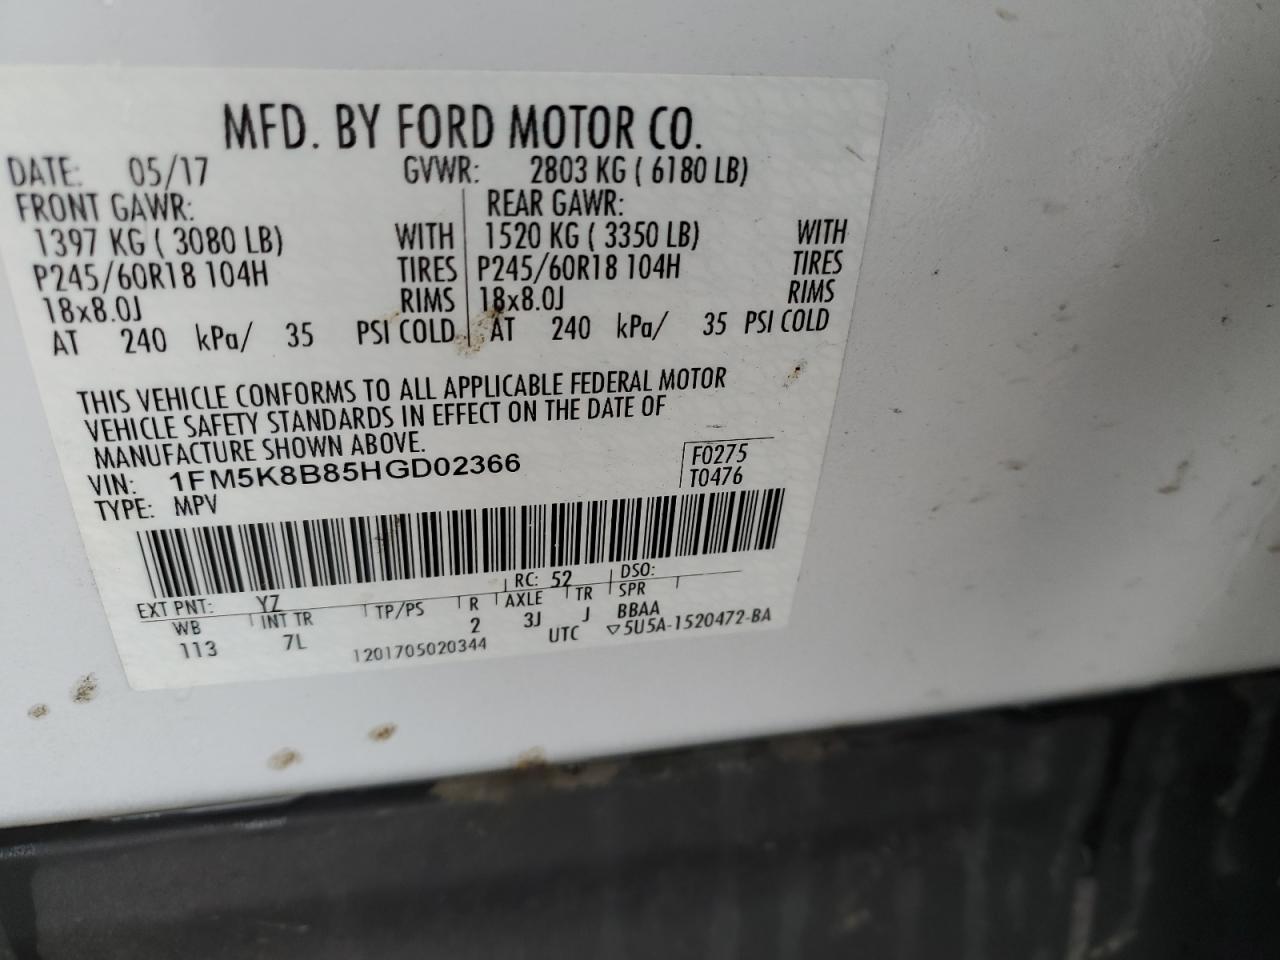 MFD. BY FORD MOTOR CO.
DATE: 05/17 GVWR: 2803 KG ( 6180 LB)
FRONT GAWR: REAR GAWR:
1397 KG ( 3080 LB) WITH 1520 KG ( 3350 LB) WITH
P245/60R18 104H TIRES P245/60R18 104H TIRES
18x8.0J RIMS 18x8.0J RIMS
AT 240 kPa/ 35 PSI COLD AT 240 kPa/ 35 PSI COLD
THIS VEHICLE CONFORMS TO ALL APPLICABLE FEDERAL MOTOR
VEHICLE SAFETY STANDARDS IN EFFECT ON THE DATE OF
MANUFACTURE SHOWN ABOVE.
VIN: 1FM5K8B85HGD02366 F0275
TYPE: MPV T0476
EXT PNT: YZ RC: 52 DSO:
WB INT TR TP/PS R AXLE TR SPR
113 7L 2 3J J BBAA
1201705020344 UTC ▽5U5A-1520472-BA